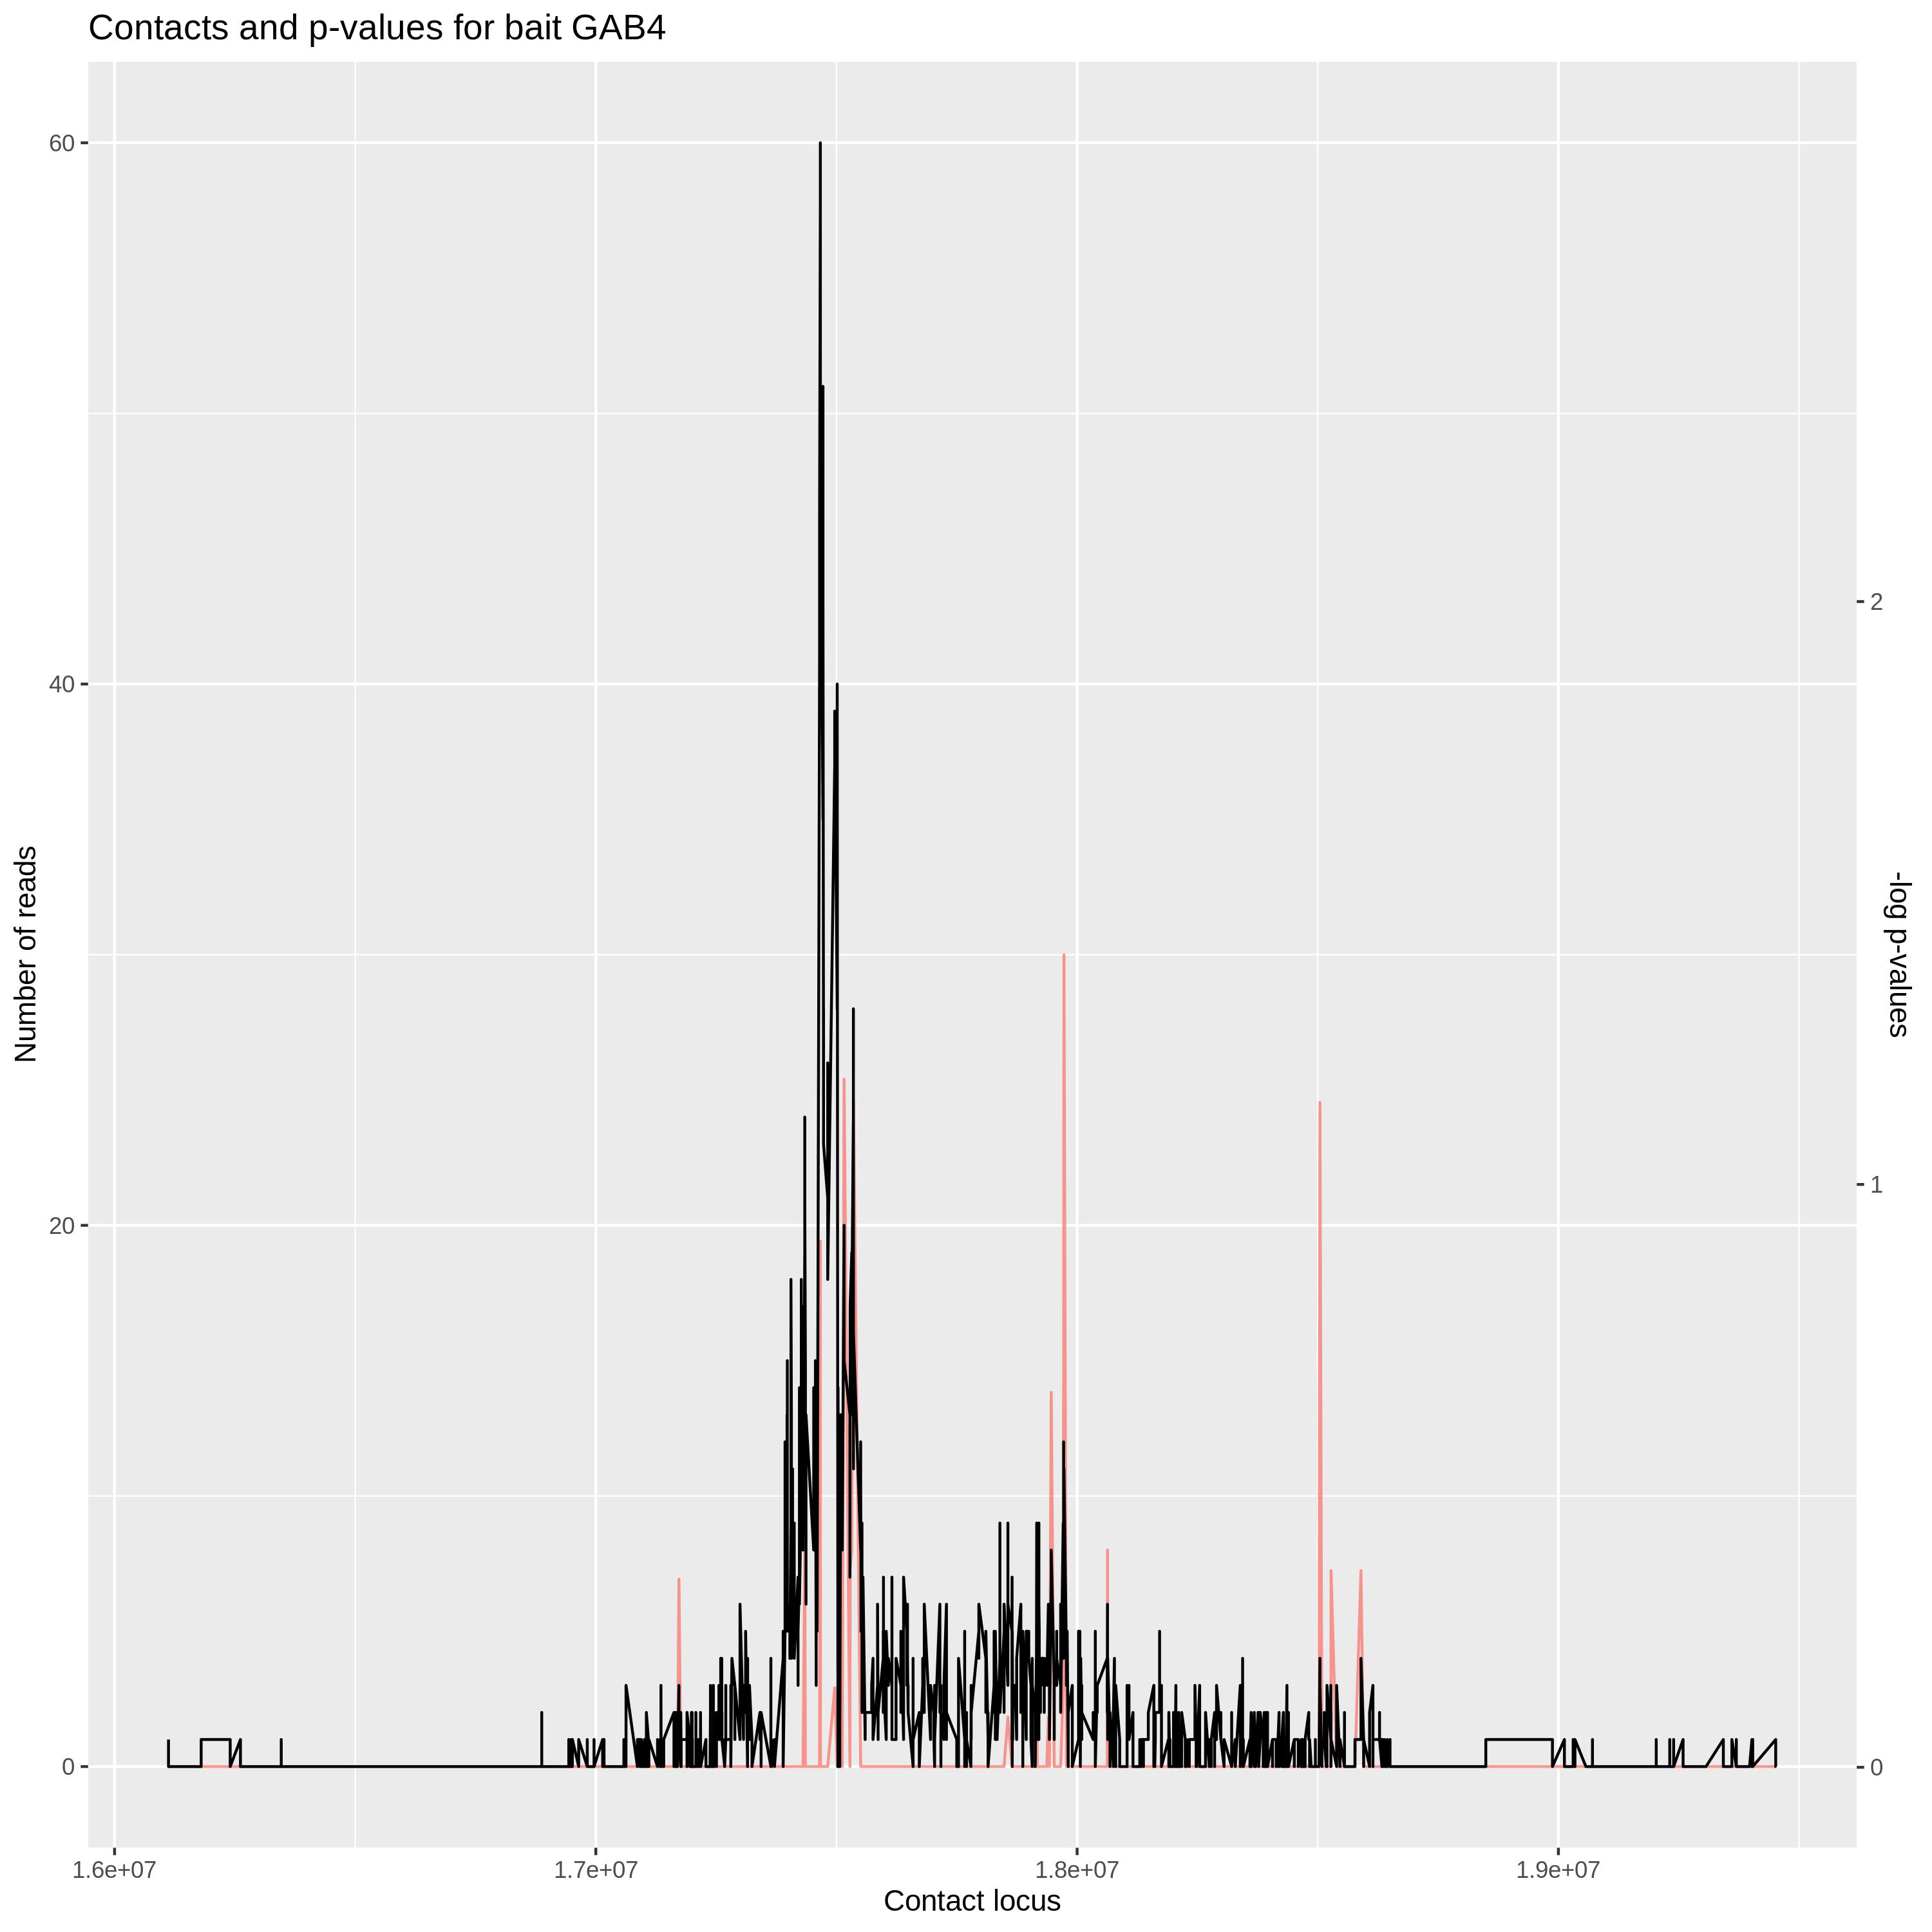 Contacts and p-values for bait GAB4
60
40
20
0
Number of reads
2
1
0
-log p-values
1.6e+07 1.7e+07 1.8e+07 1.9e+07
Contact locus